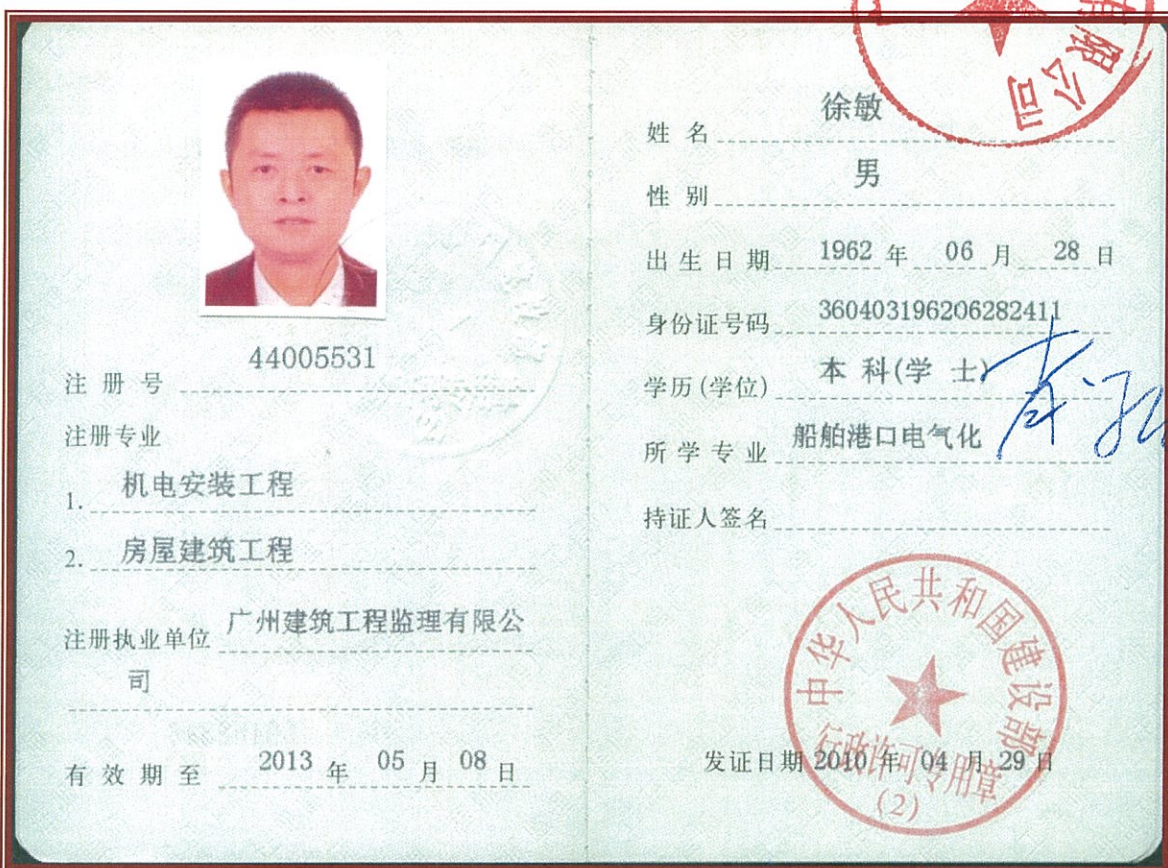 44005531
注册号
注册专业
1. 机电安装工程
2. 房屋建筑工程
注册执业单位 广州建筑工程监理有限公
司
有效期至 2013 年 05 月 08 日
有限公司
姓名 徐敏
性别 男
出生日期 1962 年 06 月 28 日
身份证号码 360403196206282411
学历(学位) 本科(学士)
所学专业 船舶港口电气化
持证人签名
中华人民共和国建设部
行政许可专用章
(2)
发证日期 2010 年 04 月 29 日